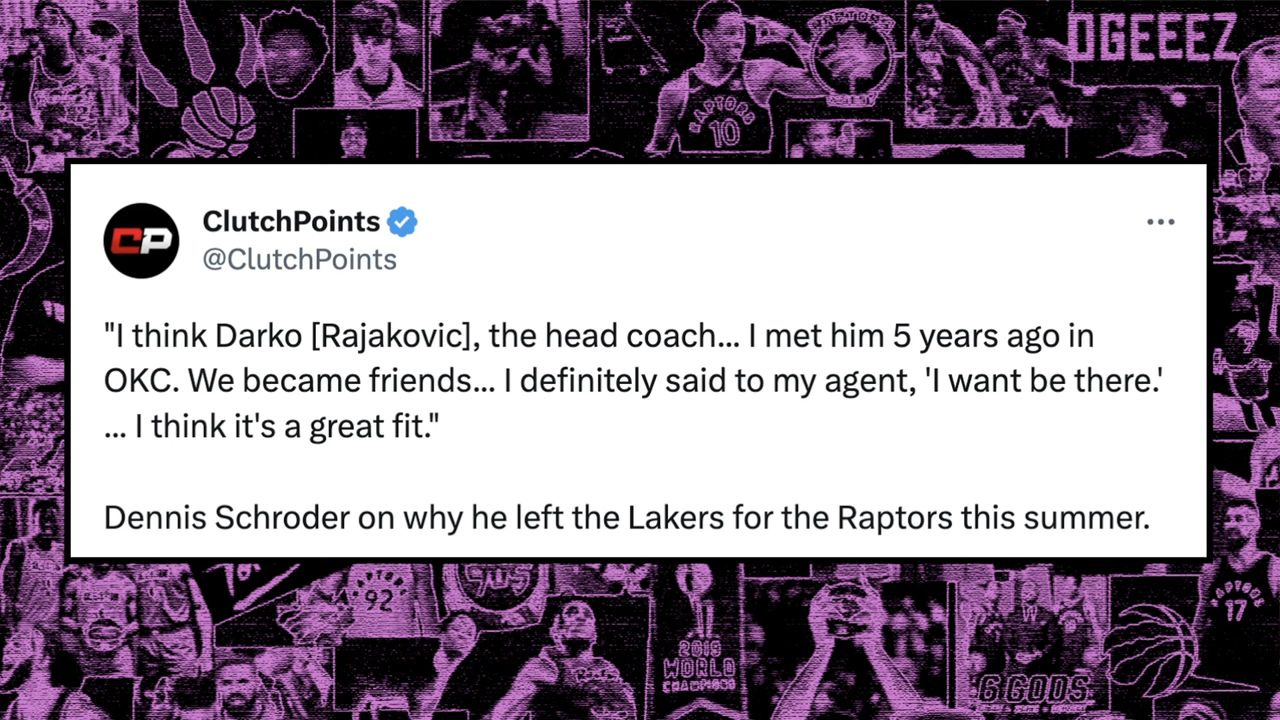 OGEEEZ
RAPTORS
10
CP
ClutchPoints
@ClutchPoints
"I think Darko [Rajakovic], the head coach... I met him 5 years ago in
OKC. We became friends... I definitely said to my agent, 'I want be there.'
... I think it's a great fit."
Dennis Schroder on why he left the Lakers for the Raptors this summer.
92
2019
WORLD
CHAMPIONS
6 GODS
RAPTORS
17